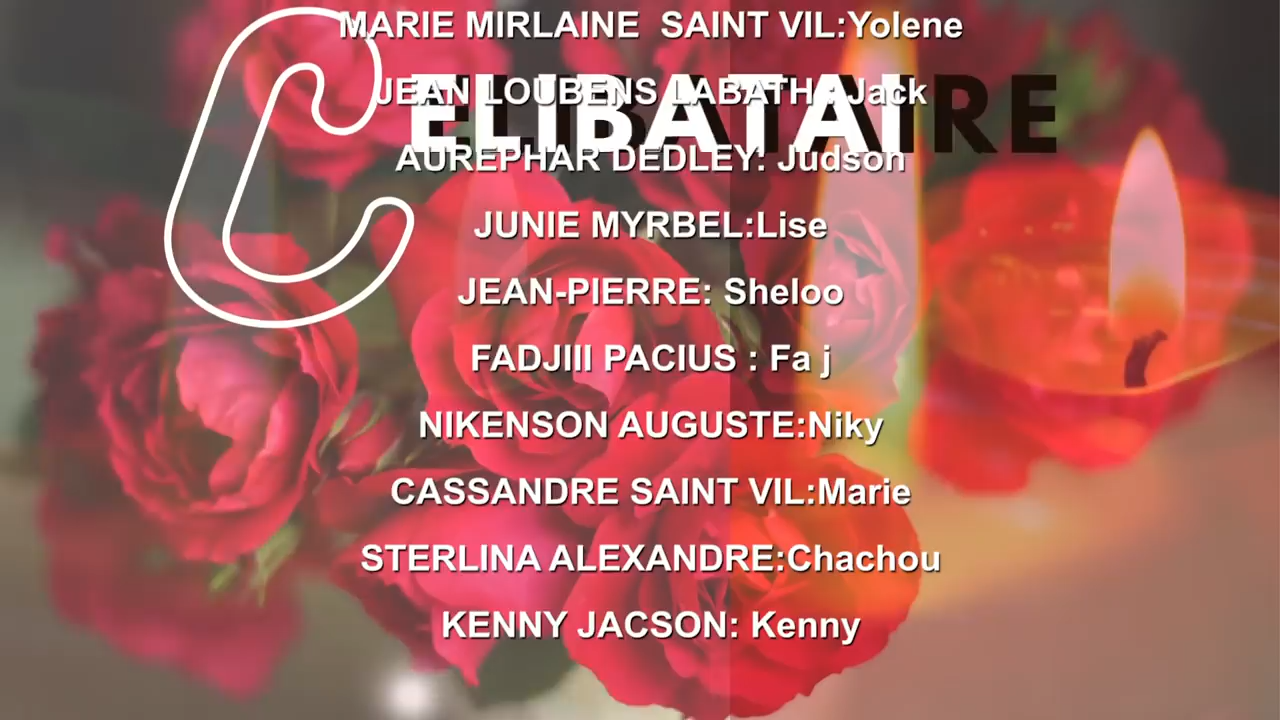 MARIE MIRLAINE SAINT VIL:Yolene
CELIBATAIRE
JEAN LOUBENS LABATH : Jack
AUREPHAR DEDLEY: Judson
JUNIE MYRBEL:Lise
JEAN-PIERRE: Sheloo
FADJIII PACIUS : Fa j
NIKENSON AUGUSTE:Niky
CASSANDRE SAINT VIL:Marie
STERLINA ALEXANDRE:Chachou
KENNY JACSON: Kenny